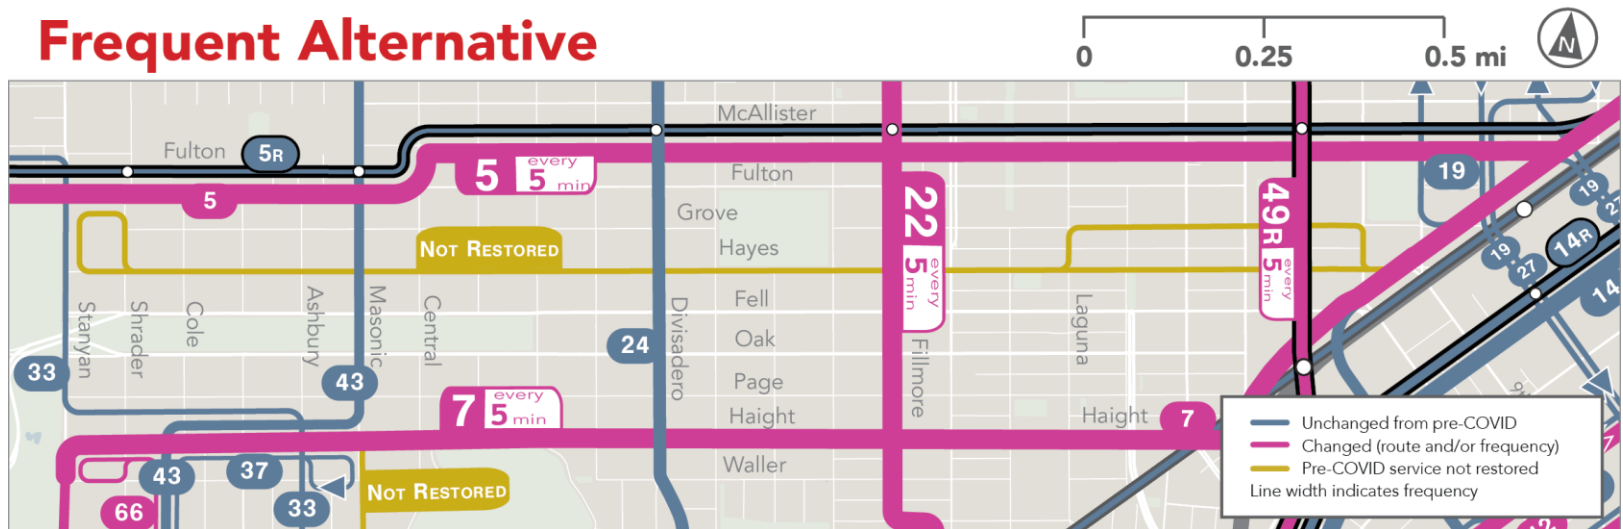 Frequent Alternative
0 0.25 0.5 mi
N
McAllister
Fulton
5R
5 every 5 min
Fulton
5
19
Grove
22 every 5 min
49R every 5 min
19
27
14R
Not Restored
Hayes
19
27
14
Stanyan
Shrader
Cole
Ashbury
Masonic
Central
Divisadero
Fell
Laguna
Oak
24
Fillmore
33
43
Page
7 every 5 min
Haight
Haight
7
Unchanged from pre-COVID
Changed (route and/or frequency)
Pre-COVID service not restored
Line width indicates frequency
Waller
43
37
Not Restored
66
33